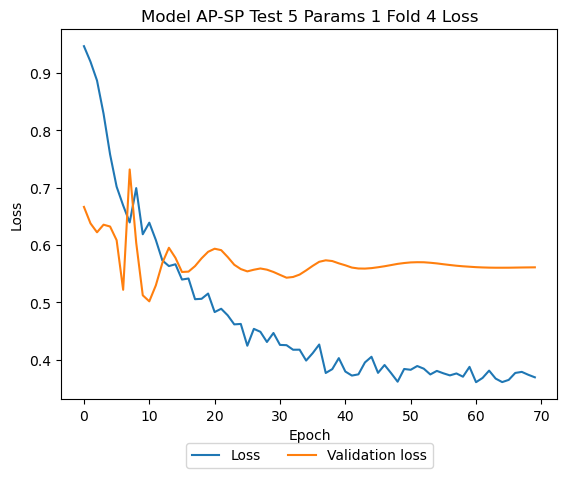 Model AP-SP Test 5 Params 1 Fold 4 Loss
Loss
0.9
0.8
0.7
0.6
0.5
0.4
0 10 20 30 40 50 60 70
Epoch
Loss Validation loss